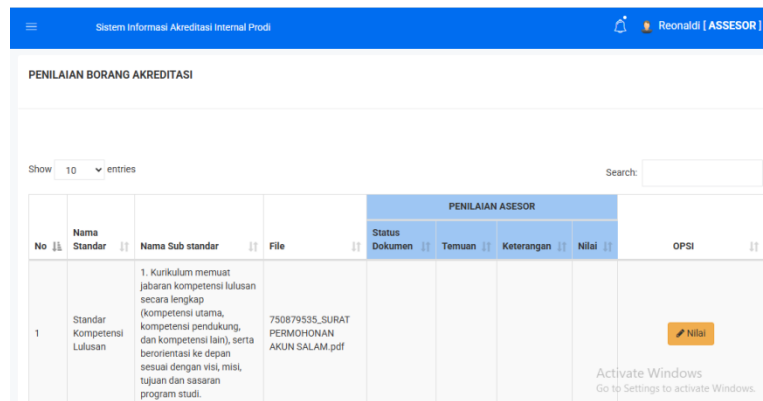 Sistem Informasi Akreditasi Internal Prodi
Reonaldi [ ASSESOR ]
PENILAIAN BORANG AKREDITASI
Show 10 entries
Search:
PENILAIAN ASESOR
No
Nama
Standar
Nama Sub standar
File
Status
Dokumen
Temuan
Keterangan
Nilai
OPSI
1
Standar
Kompetensi
Lulusan
1. Kurikulum memuat
jabaran kompetensi lulusan
secara lengkap
(kompetensi utama,
kompetensi pendukung,
dan kompetensi lain), serta
berorientasi ke depan
sesuai dengan visi, misi,
tujuan dan sasaran
program studi.
750879535_SURAT
PERMOHONAN
AKUN SALAM.pdf
Nilai
Activate Windows
Go to Settings to activate Windows.